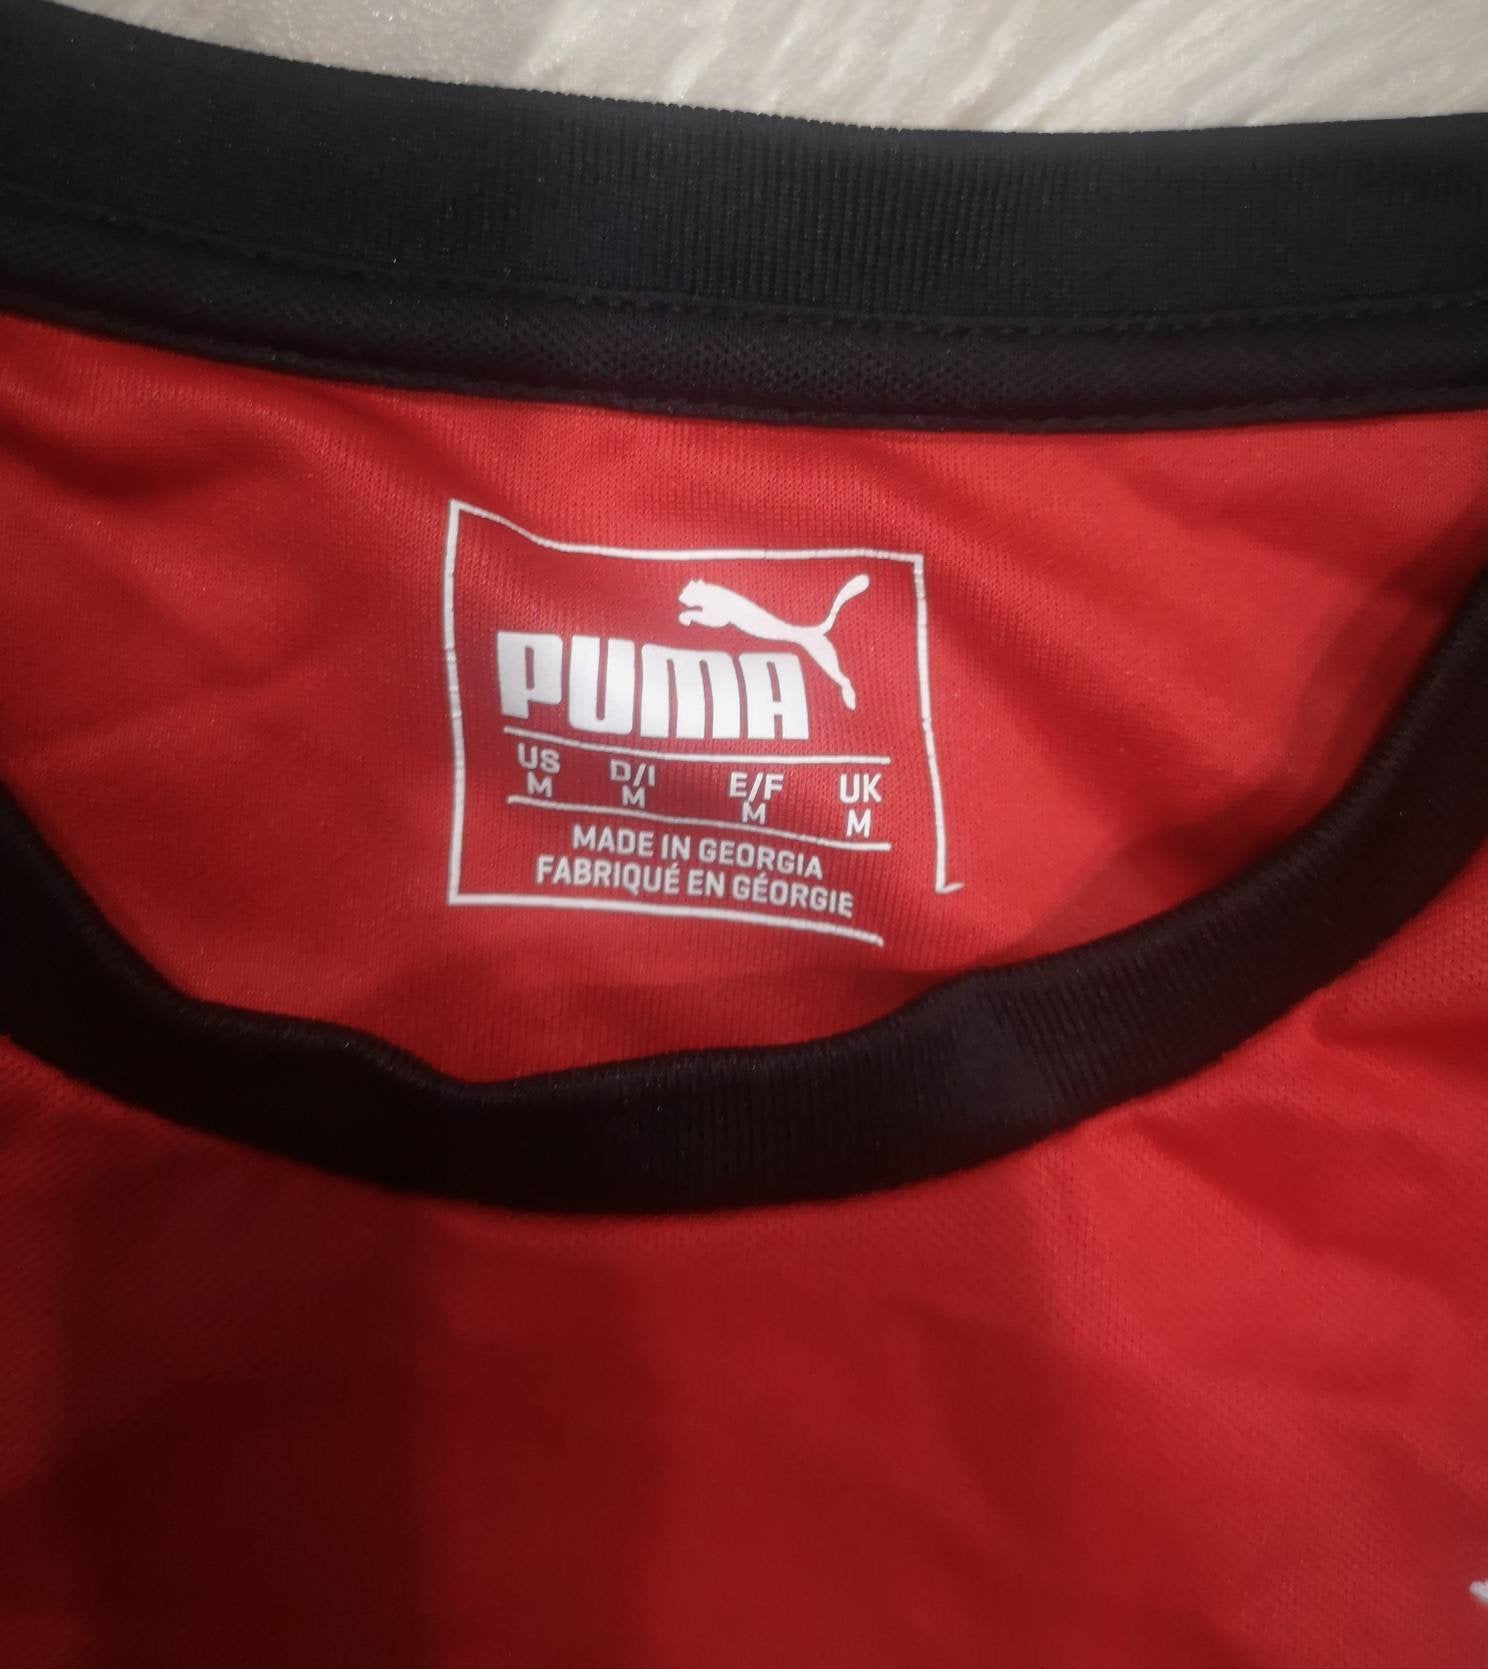 PUMA
US D/I E/F UK
M M M M
MADE IN GEORGIA
FABRIQUÉ EN GÉORGIE